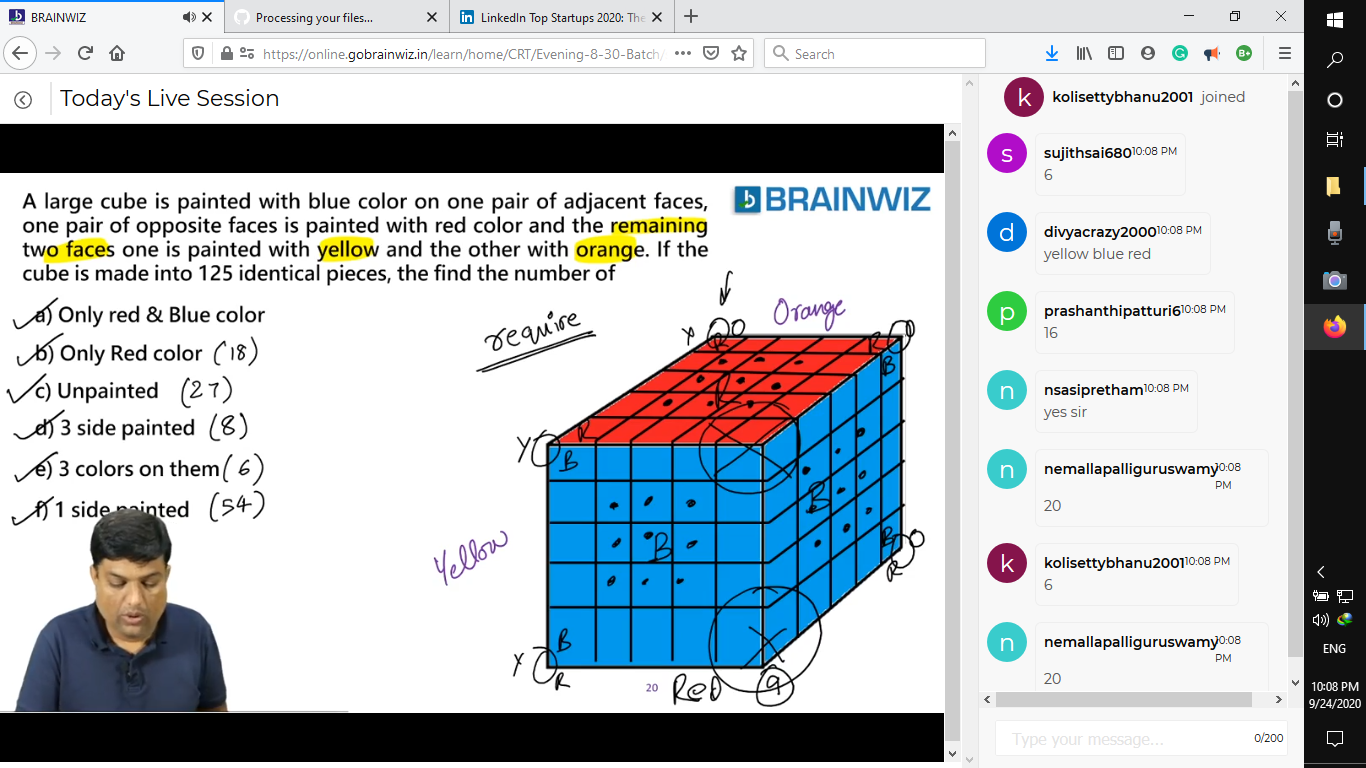 BRAINWIZ
Processing your files...
LinkedIn Top Startups 2020: The
https://online.gobrainwiz.in/learn/home/CRT/Evening-8-30-Batch/
Search
Today's Live Session
A large cube is painted with blue color on one pair of adjacent faces,
one pair of opposite faces is painted with red color and the remaining
two faces one is painted with yellow and the other with orange. If the
cube is made into 125 identical pieces, the find the number of
BRAINWIZ
a) Only red & Blue color
b) Only Red color (18)
c) Unpainted (27)
d) 3 side painted (8)
e) 3 colors on them (6)
f) 1 side painted (54)
require
Orange
Y R O
R O
B
Y R
B
B
B
Yellow
B O
R
B
Y
R
20
Red
9
k kolisettybhanu2001 joined
s sujithsai680 10:08 PM
6
d divyacrazy2000 10:08 PM
yellow blue red
p prashanthipatturi6 10:08 PM
16
n nsasipretham 10:08 PM
yes sir
n nemallapalliguruswamy 10:08
PM
20
k kolisettybhanu2001 10:08 PM
6
n nemallapalliguruswamy 10:08
PM
20
Type your message... 0/200
ENG
10:08 PM
9/24/2020